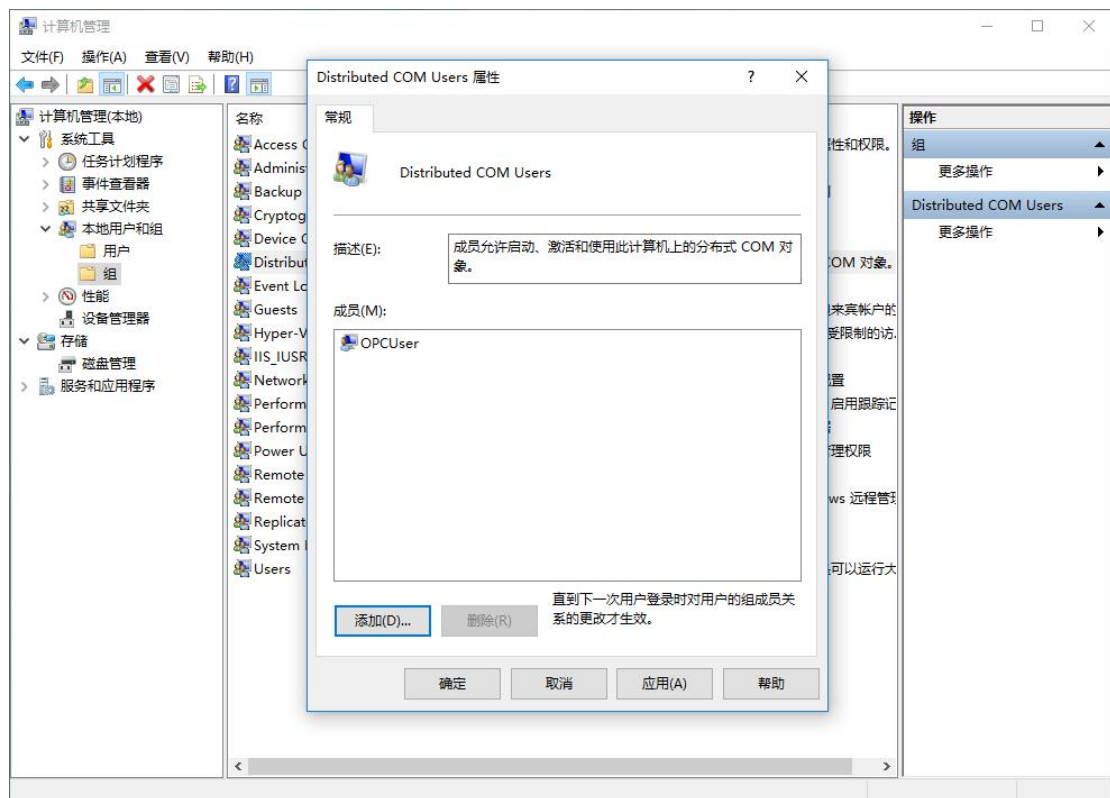 计算机管理
文件(F) 操作(A) 查看(V) 帮助(H)
计算机管理(本地)
系统工具
任务计划程序
事件查看器
共享文件夹
本地用户和组
用户
组
性能
设备管理器
存储
磁盘管理
服务和应用程序
名称
Access
Adminis
Backup
Cryptog
Device
Distribut
Event
Guests
Hyper-V
IIS_IUSR
Network
Perform
Perform
Power
Remote
Remote
Replicat
System
Users
Distributed COM Users 属性
常规
Distributed COM Users
描述(E):
成员允许启动、激活和使用此计算机上的分布式 COM 对
象。
成员(M):
OPCUser
添加(D)...
删除(R)
直到下一次用户登录时对用户的组成员关
系的更改才生效。
确定 取消 应用(A) 帮助
性和权限。
COM 对象。
来宾帐户的
受限制的访
置
启用跟踪记
理权限
ws 远程管理
可以运行大
操作
组
更多操作
Distributed COM Users
更多操作